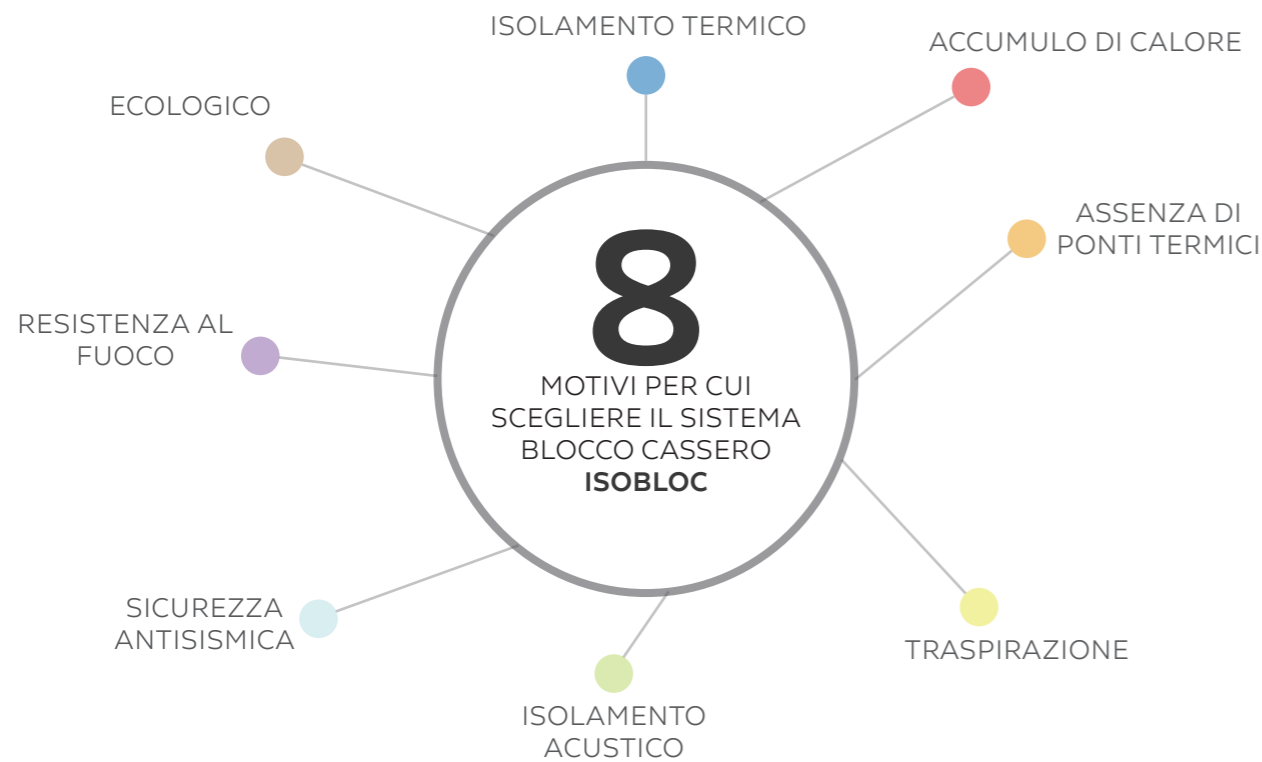 ISOLAMENTO TERMICO
ACCUMULO DI CALORE
ECOLOGICO
ASSENZA DI
PONTI TERMICI
RESISTENZA AL
FUOCO
8
MOTIVI PER CUI
SCEGLIERE IL SISTEMA
BLOCCO CASSERO
ISOBLOC
SICUREZZA
ANTISISMICA
TRASPIRAZIONE
ISOLAMENTO
ACUSTICO